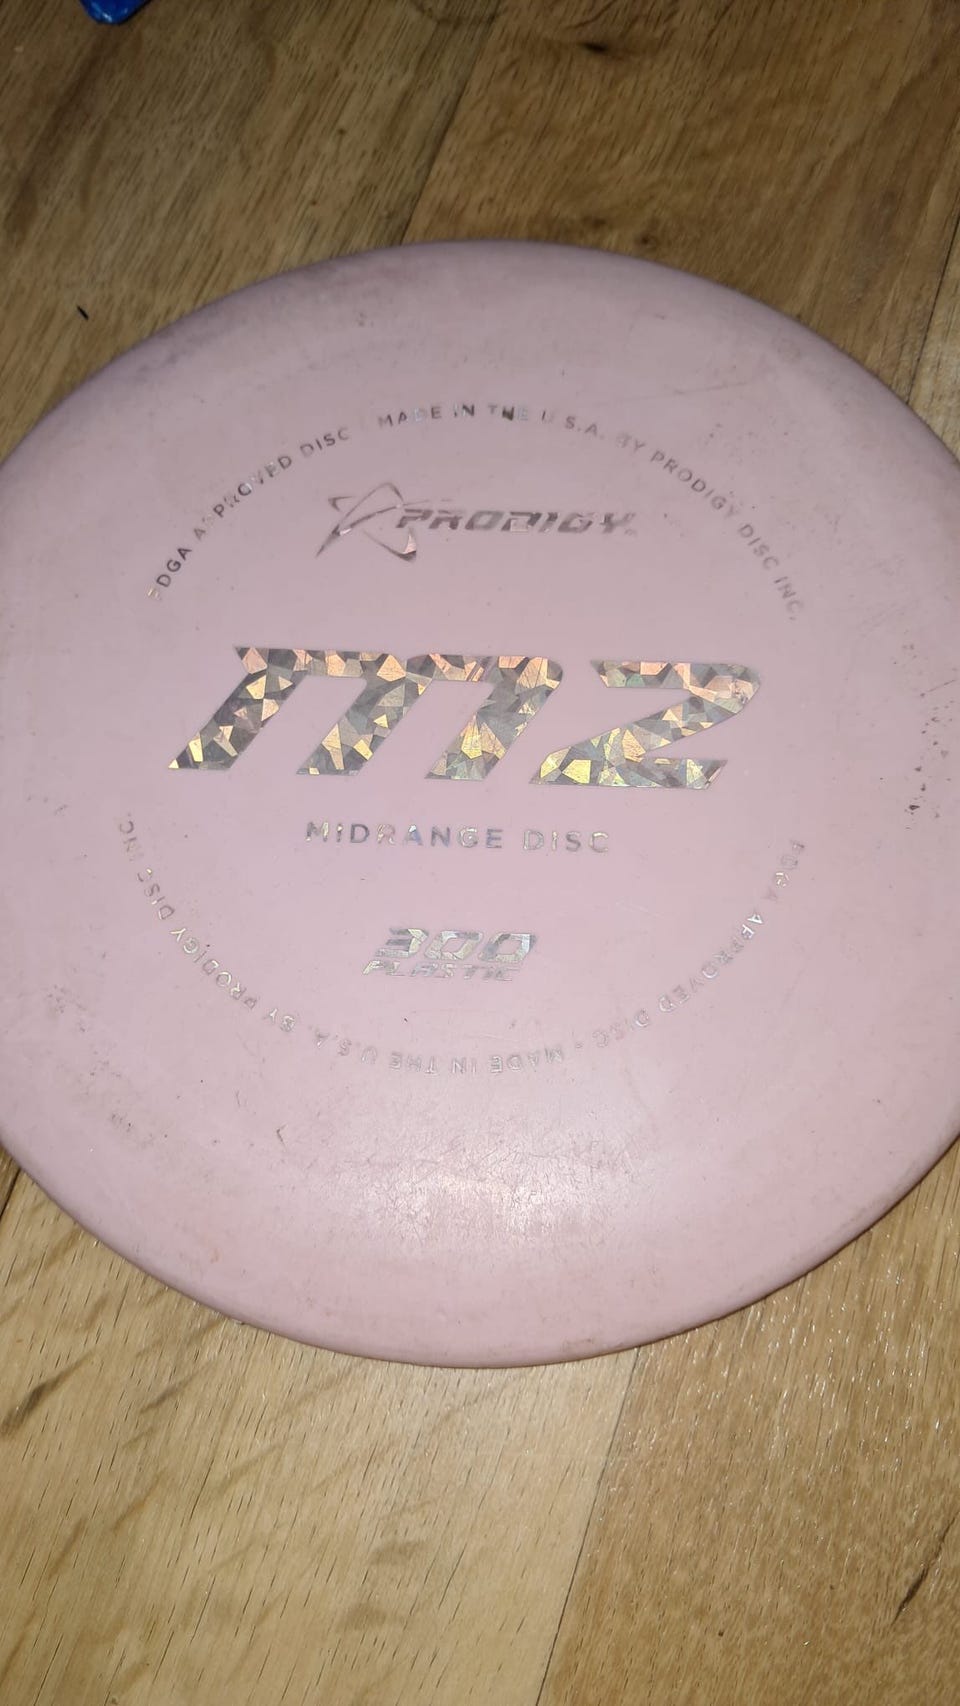 PDGA APPROVED DISC - MADE IN THE U.S.A. BY PRODIGY DISC INC.
PRODIGY
M2
MIDRANGE DISC
300
PLASTIC
PDGA APPROVED DISC - MADE IN THE U.S.A. BY PRODIGY DISC INC.